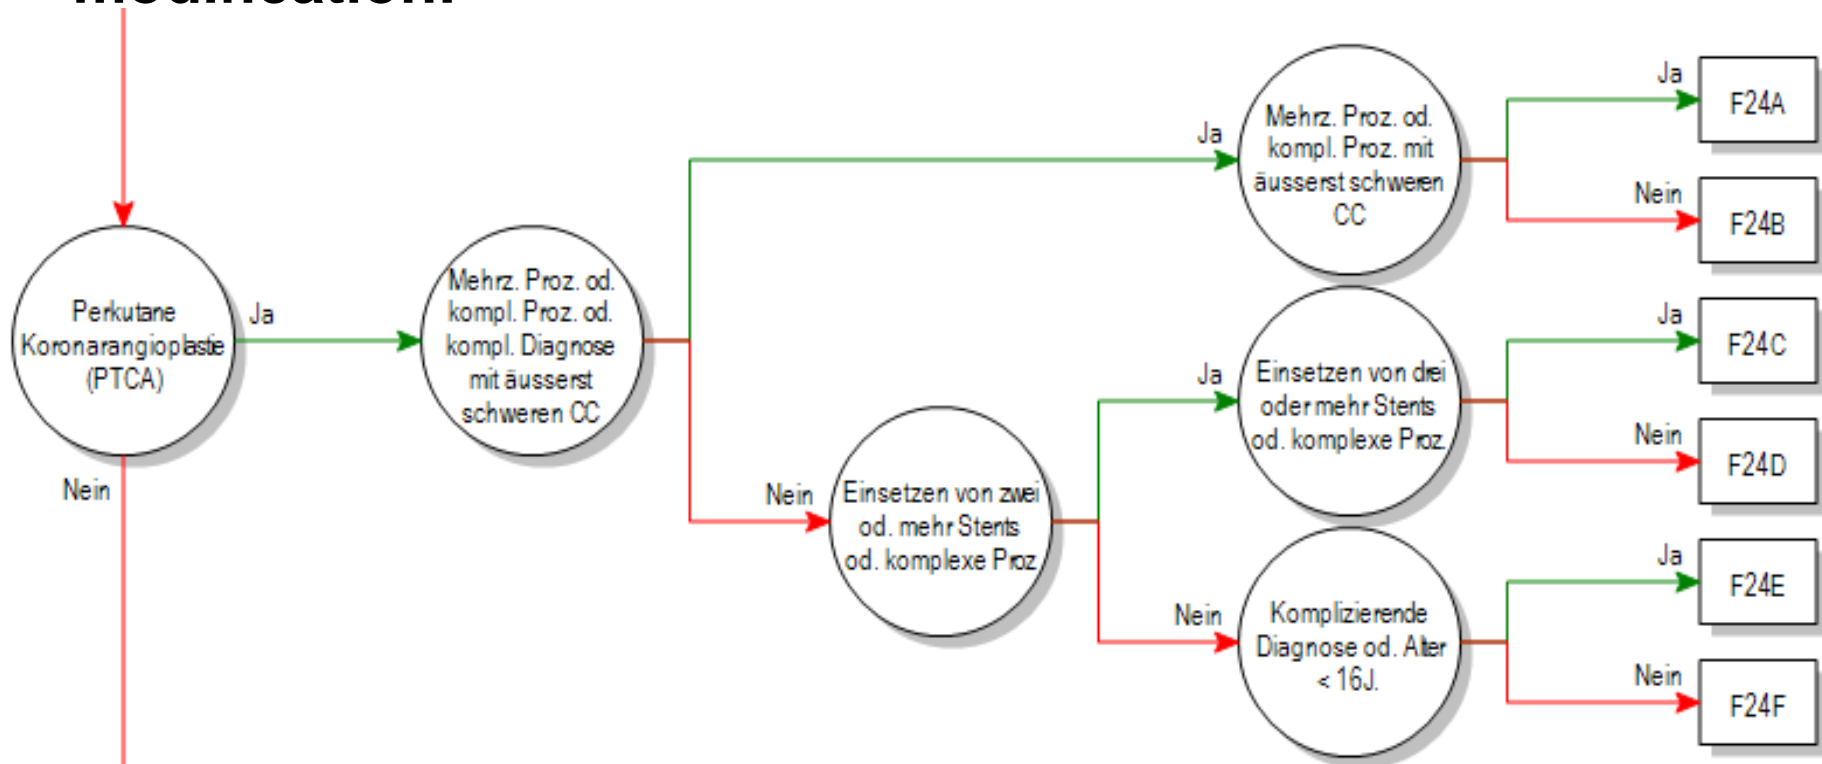 modification:
Perkutane
Koronarangioplastie
(PTCA)
Ja
Nein
Mehrz. Proz. od.
kompl. Proz. od.
kompl. Diagnose
mit äusserst
schweren CC
Ja
Mehrz. Proz. od.
kompl. Proz. mit
äusserst schweren
CC
Ja
F24A
Nein
F24B
Nein
Einsetzen von zwei
od. mehr Stents
od. komplexe Proz
Ja
Einsetzen von drei
oder mehr Stents
od. komplexe Proz.
Ja
F24C
Nein
F24D
Nein
Komplizierende
Diagnose od. Alter
< 16J.
Ja
F24E
Nein
F24F